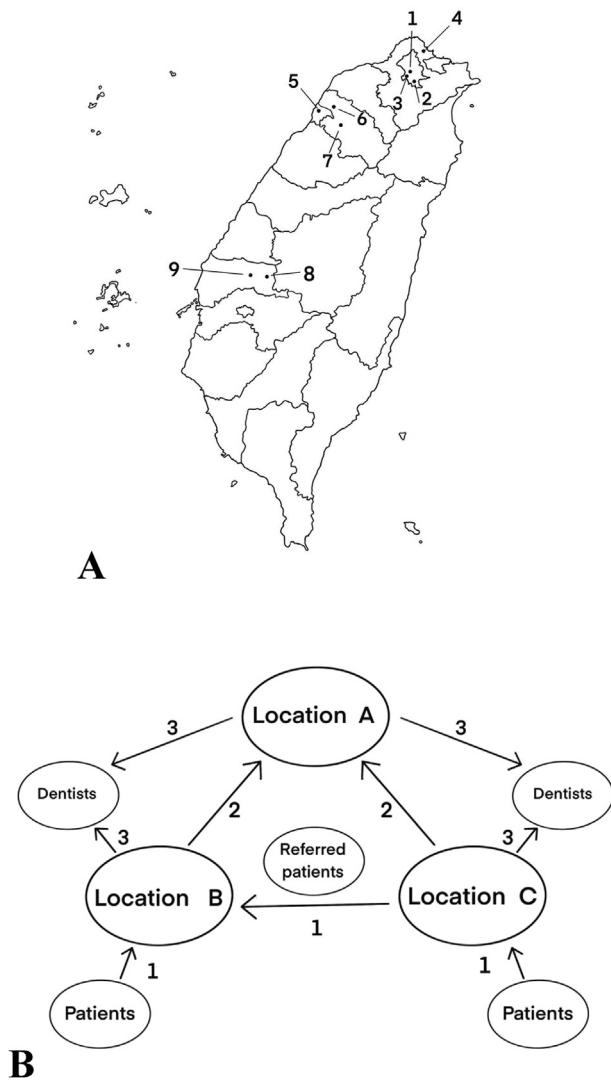 1
4
3
2
5
6
7
9
8
A
Location A
3
3
Dentists
Dentists
2
2
3
3
Referred
patients
Location B
Location C
1
1
1
Patients
Patients
B